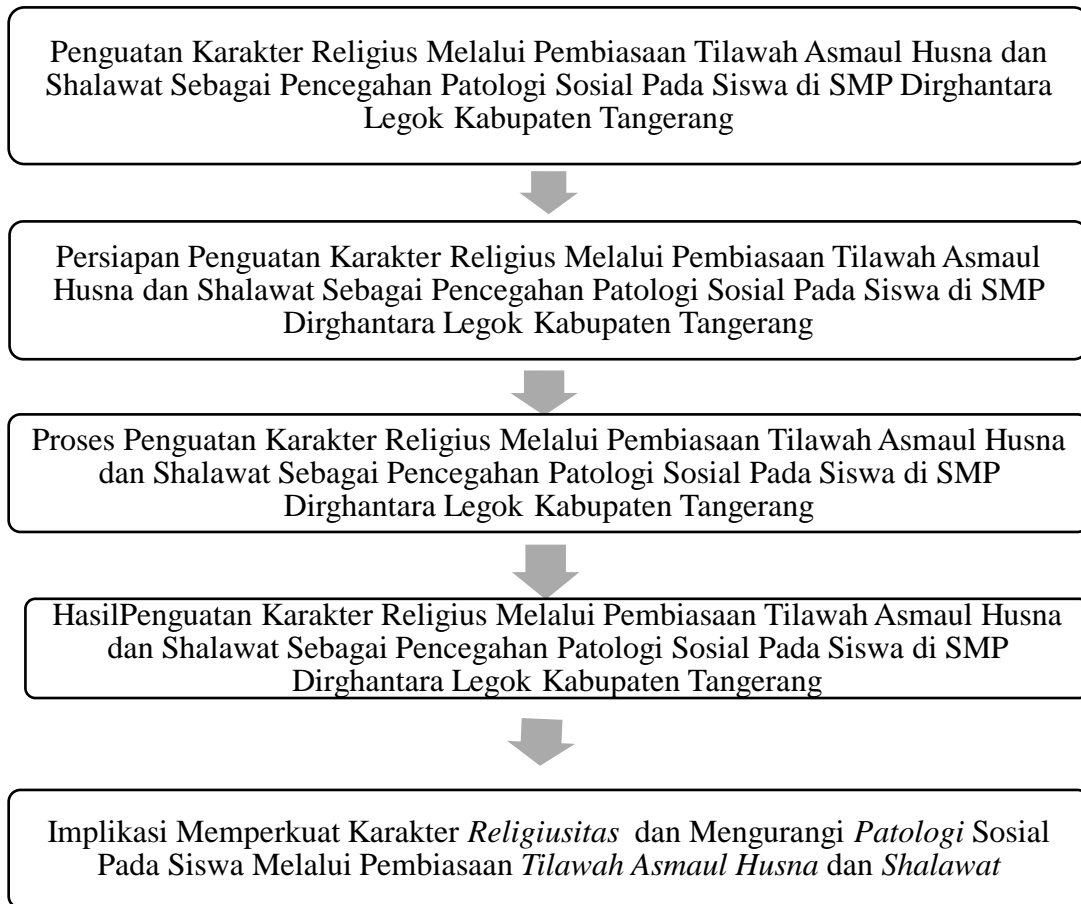 Penguatan Karakter Religius Melalui Pembiasaan Tilawah Asmaul Husna dan
Shalawat Sebagai Pencegahan Patologi Sosial Pada Siswa di SMP Dirghantara
Legok Kabupaten Tangerang
Persiapan Penguatan Karakter Religius Melalui Pembiasaan Tilawah Asmaul
Husna dan Shalawat Sebagai Pencegahan Patologi Sosial Pada Siswa di SMP
Dirghantara Legok Kabupaten Tangerang
Proses Penguatan Karakter Religius Melalui Pembiasaan Tilawah Asmaul Husna
dan Shalawat Sebagai Pencegahan Patologi Sosial Pada Siswa di SMP
Dirghantara Legok Kabupaten Tangerang
HasilPenguatan Karakter Religius Melalui Pembiasaan Tilawah Asmaul Husna
dan Shalawat Sebagai Pencegahan Patologi Sosial Pada Siswa di SMP
Dirghantara Legok Kabupaten Tangerang
Implikasi Memperkuat Karakter Religiusitas dan Mengurangi Patologi Sosial
Pada Siswa Melalui Pembiasaan Tilawah Asmaul Husna dan Shalawat